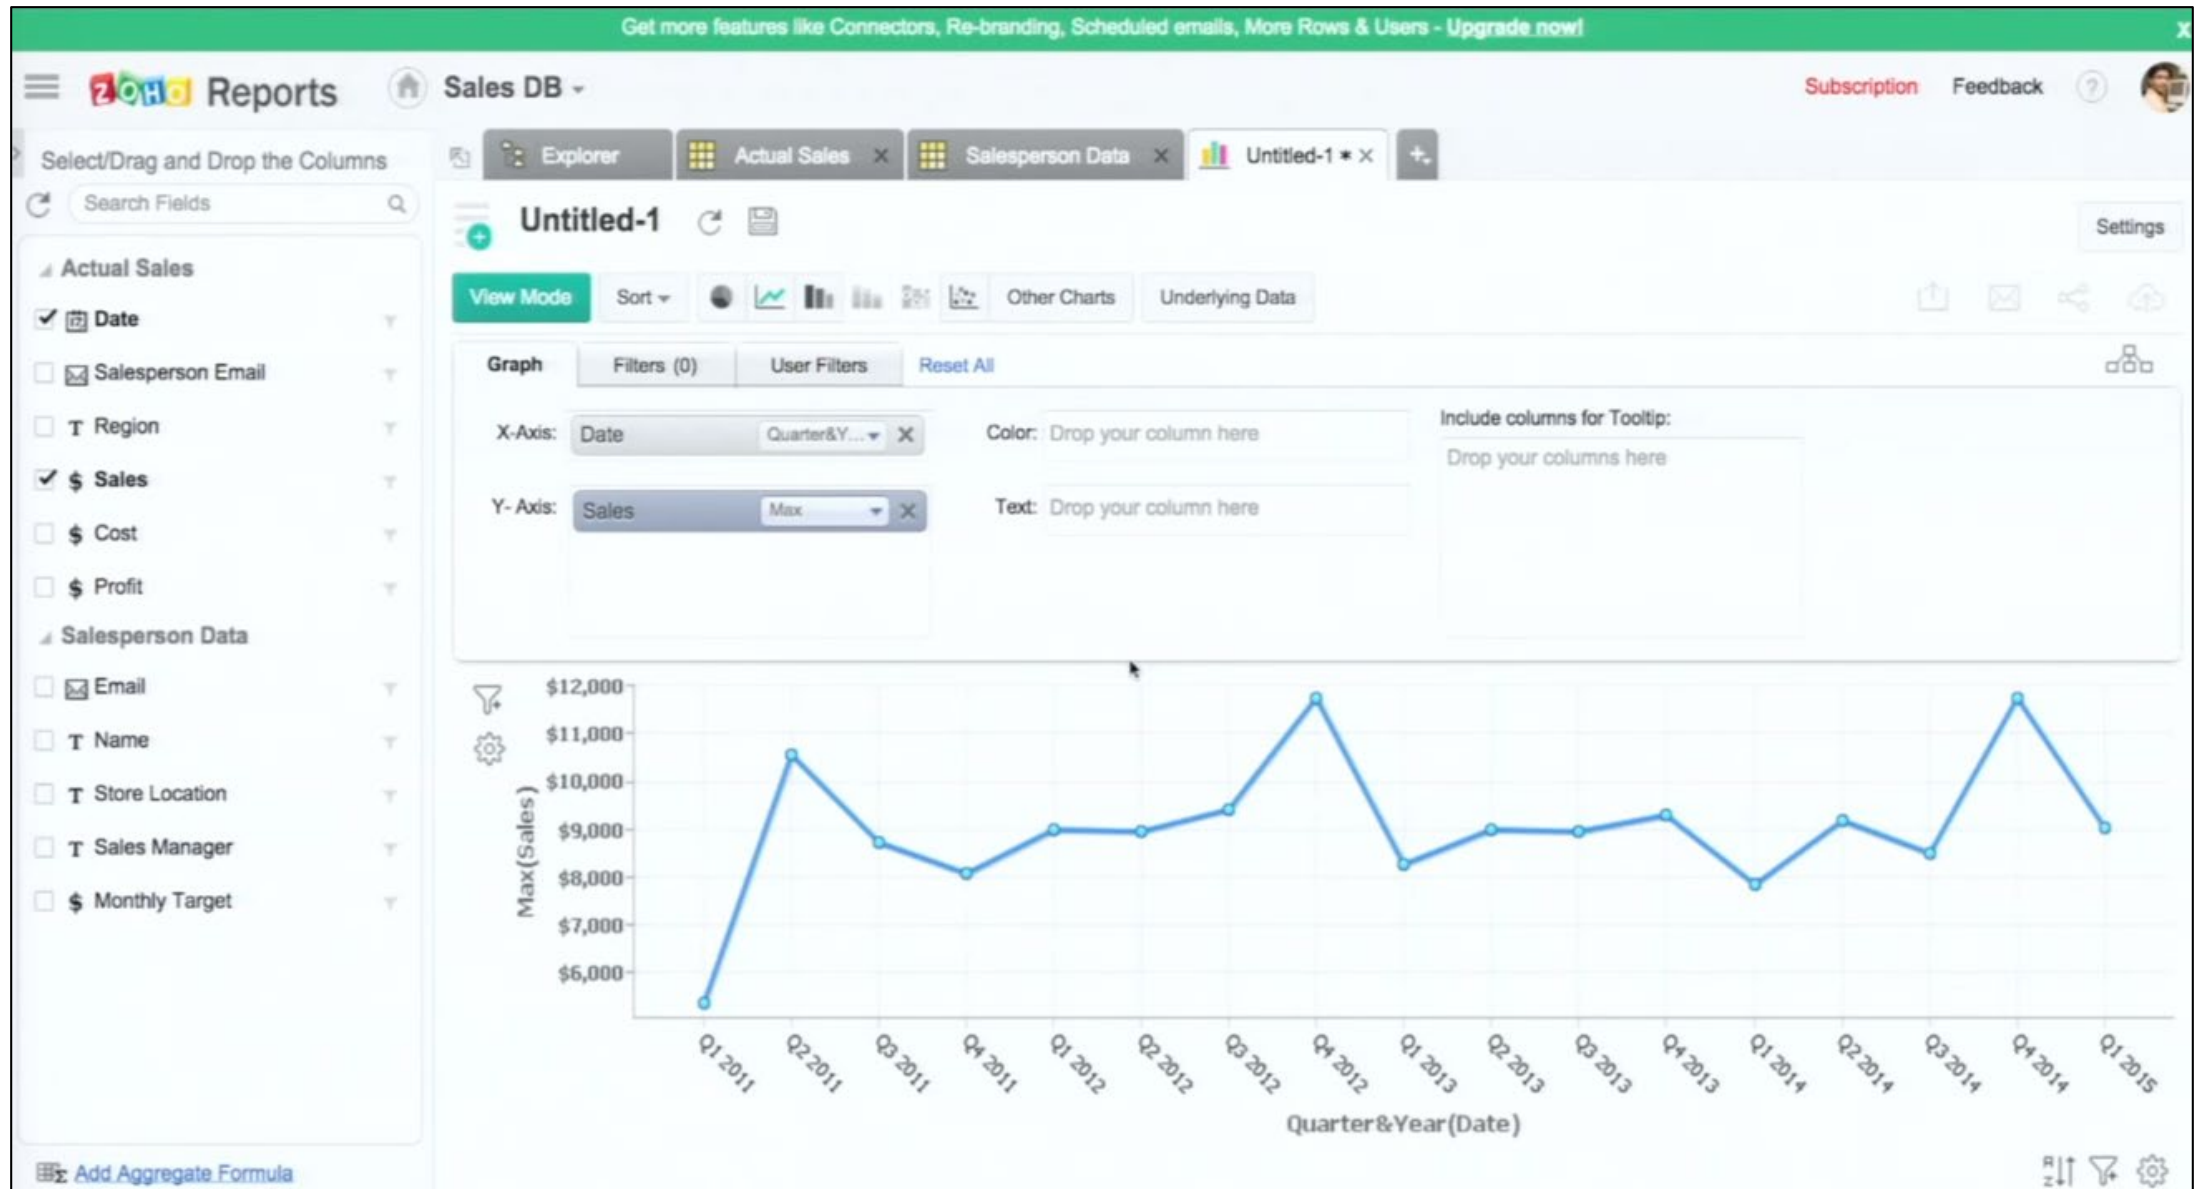 Get more features like Connectors, Re-branding, Scheduled emails, More Rows & Users - Upgrade now! x
ZOHO Reports
Sales DB
Subscription Feedback ?
Select/Drag and Drop the Columns
Search Fields
Actual Sales
Date
Salesperson Email
T Region
$ Sales
$ Cost
$ Profit
Salesperson Data
Email
T Name
T Store Location
T Sales Manager
$ Monthly Target
Add Aggregate Formula
Explorer
Actual Sales
Salesperson Data
Untitled-1 *
Untitled-1
Settings
View Mode
Sort
Other Charts
Underlying Data
Graph
Filters (0)
User Filters
Reset All
X-Axis: Date Quarter&Y...
Y- Axis: Sales Max
Color: Drop your column here
Text: Drop your column here
Include columns for Tooltip:
Drop your columns here
Max(Sales)
$12,000
$11,000
$10,000
$9,000
$8,000
$7,000
$6,000
Q1 2011
Q2 2011
Q3 2011
Q4 2011
Q1 2012
Q2 2012
Q3 2012
Q4 2012
Q1 2013
Q2 2013
Q3 2013
Q4 2013
Q1 2014
Q2 2014
Q3 2014
Q4 2014
Q1 2015
Quarter&Year(Date)